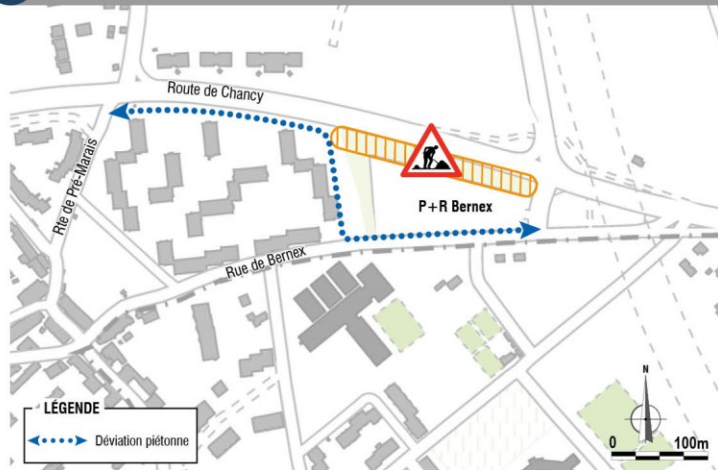 Route de Chancy
Rte de Pré-Marais
P+R Bernex
Rue de Bernex
LÉGENDE
Déviation piétonne
N
0 100m